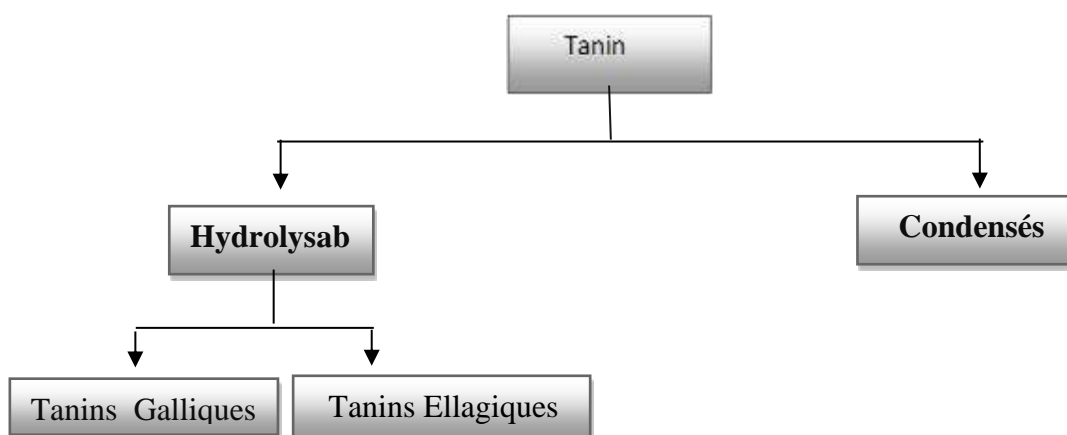 Tanin
Hydrolysab
Condensés
Tanins Galliques
Tanins Ellagiques